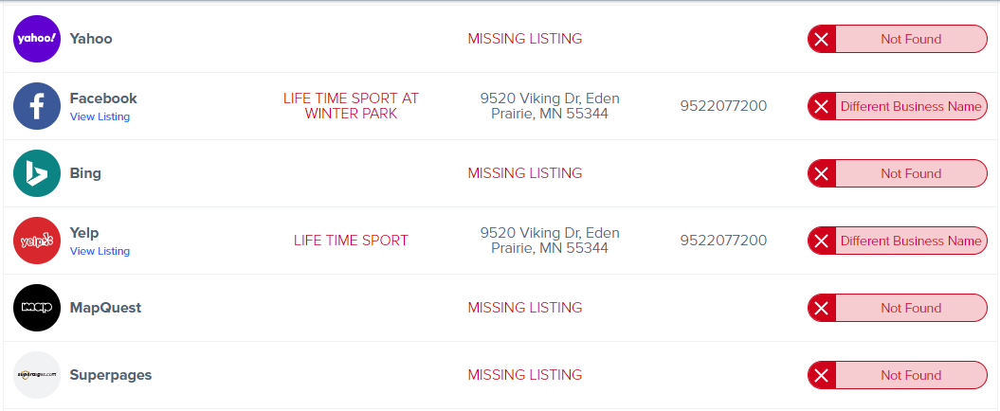 yahoo!
Yahoo
MISSING LISTING
Not Found
Facebook
View Listing
LIFE TIME SPORT AT
WINTER PARK
9520 Viking Dr, Eden
Prairie, MN 55344
9522077200
Different Business Name
Bing
MISSING LISTING
Not Found
yelp
Yelp
View Listing
LIFE TIME SPORT
9520 Viking Dr, Eden
Prairie, MN 55344
9522077200
Different Business Name
map
MapQuest
MISSING LISTING
Not Found
superpages.com
Superpages
MISSING LISTING
Not Found